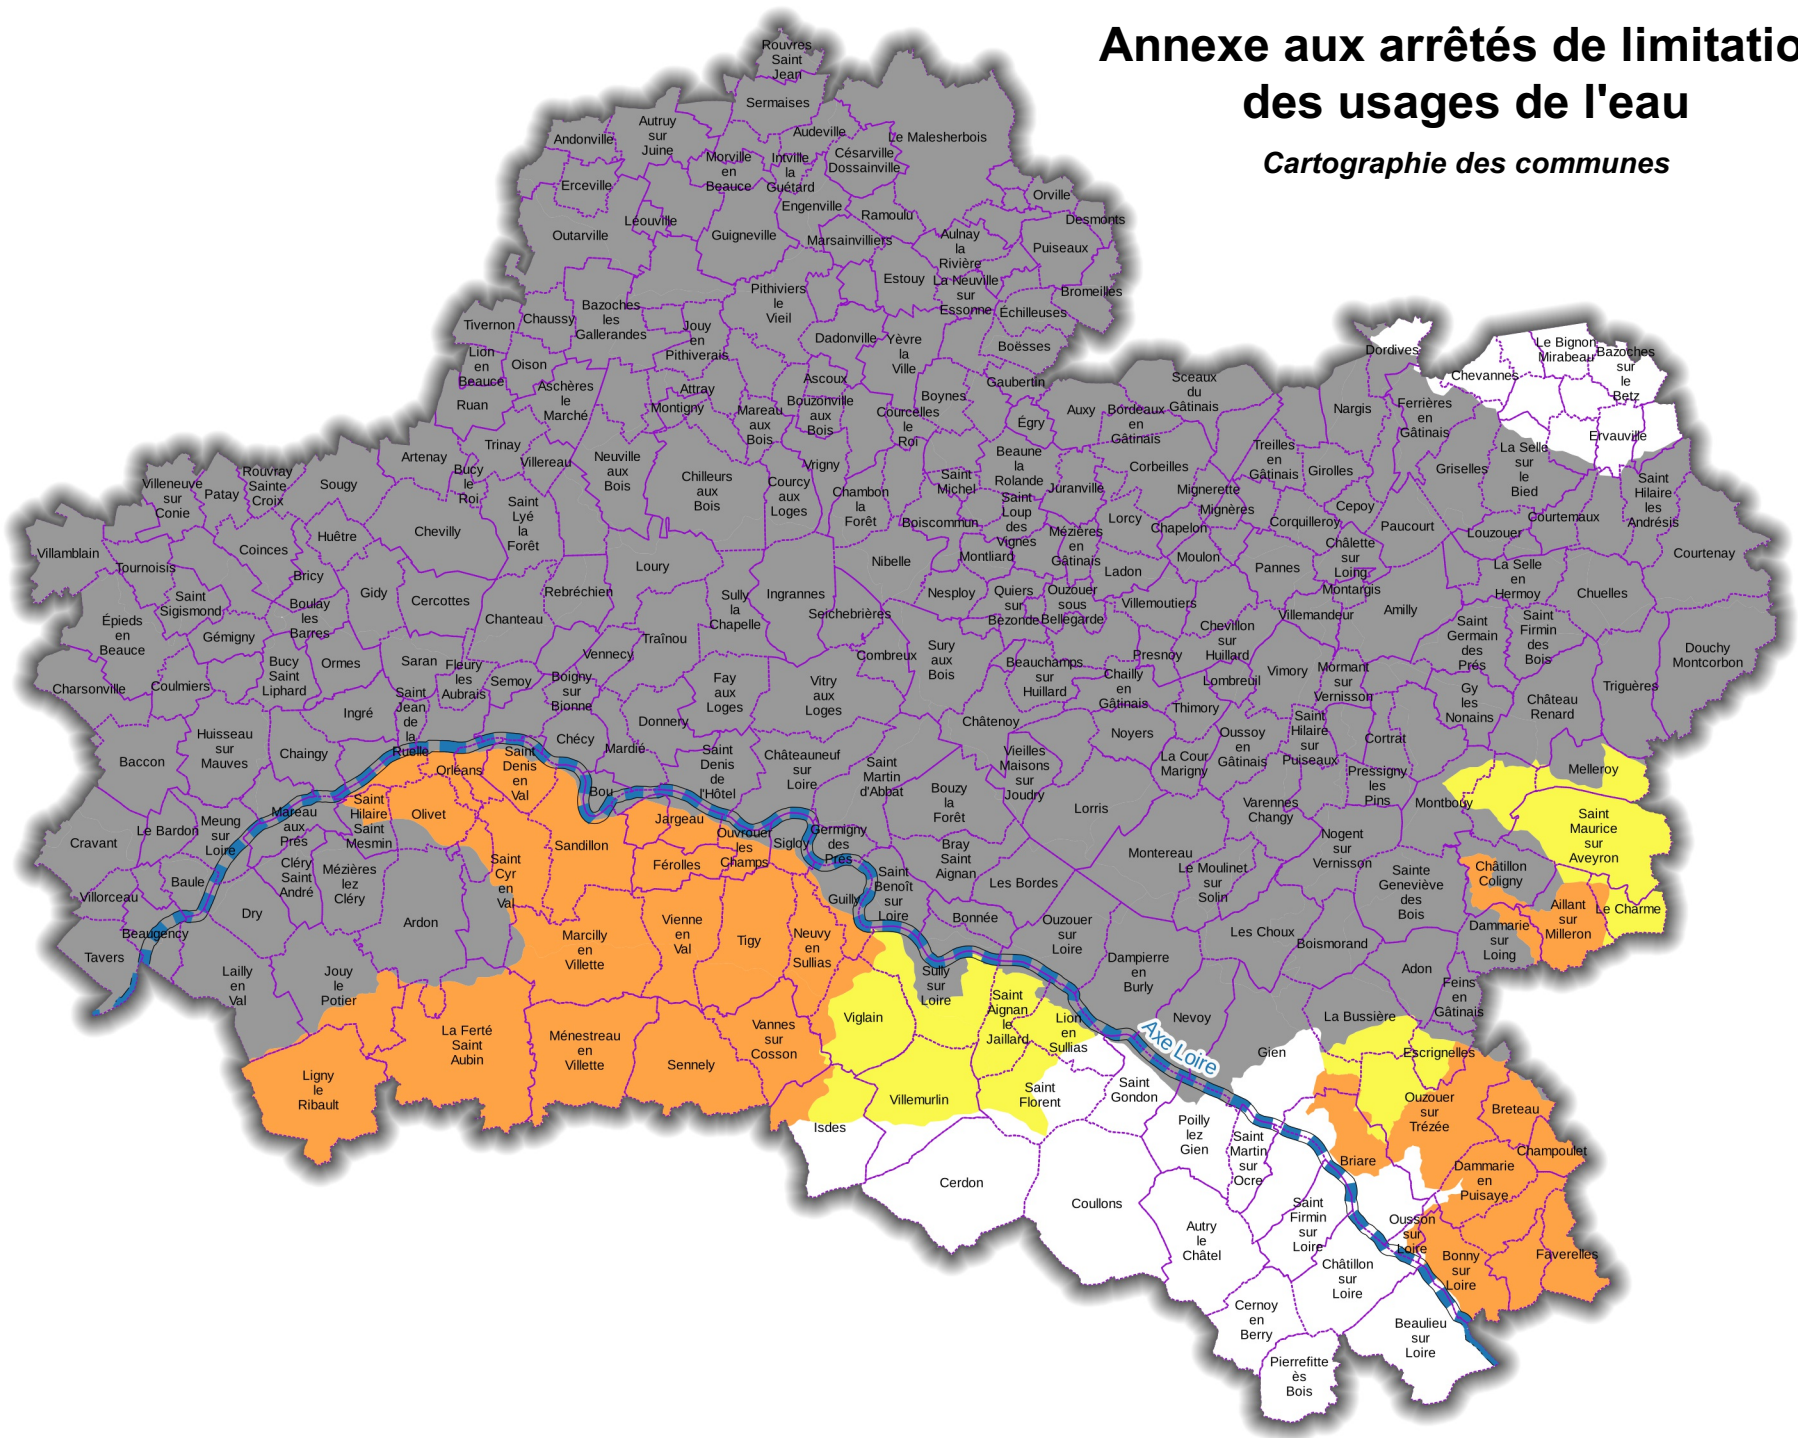 Annexe aux arrêtés de limitatio
des usages de l'eau
Cartographie des communes
Rouvres
Saint
Jean
Sermaises
Autruy
sur
Juine
Andonville
Audeville
Le Malesherbois
Morville
en
Beauce
Intville
la
Guétard
Césarville
Dossainville
Erceville
Engenville
Orville
Léouville
Ramoulu
Desmonts
Outarville
Guigneville
Marsainvilliers
Aulnay
la
Rivière
Puiseaux
Estouy
La Neuville
sur
Essonne
Bromeilles
Pithiviers
le
Vieil
Bazoches
les
Gallerandes
Échilleuses
Tivernon
Chaussy
Jouy
en
Pithiverais
Dadonville
Yèvre
la
Ville
Boësses
Lion
en
Beauce
Oison
Dordives
Le Bignon
Mirabeau
Bazoches
sur
le
Betz
Chevannes
Aschères
le
Marché
Attray
Ascoux
Gaubertin
Sceaux
du
Gâtinais
Ruan
Montigny
Mareau
aux
Bois
Bouzonville
aux
Bois
Boynes
Courcelles
le
Roi
Égry
Auxy
Bordeaux
en
Gâtinais
Nargis
Ferrières
en
Gâtinais
Ervauville
Artenay
Trinay
Villereau
Bucy
le
Roi
Neuville
aux
Bois
Chilleurs
aux
Bois
Vrigny
Courcy
aux
Loges
Chambon
la
Forêt
Saint
Michel
Beaune
la
Rolande
Juranville
Corbeilles
Treilles
en
Gâtinais
Girolles
Griselles
La Selle
sur
le
Bied
Saint
Hilaire
les
Andrésis
Villeneuve
sur
Conie
Patay
Rouvray
Sainte
Croix
Sougy
Saint
Lyé
la
Forêt
Boiscommun
Saint
Loup
des
Vignes
Mignerette
Mignères
Lorcy
Chapelon
Corquilleroy
Cepoy
Paucourt
Louzouer
Courtemaux
Villamblain
Tournoisis
Coinces
Huêtre
Chevilly
Loury
Nibelle
Montliard
Mézières
en
Gâtinais
Moulon
Châlette
sur
Loing
Courtenay
Bricy
Gidy
Cercottes
Rebréchien
Ladon
Pannes
Montargis
La Selle
en
Hermoy
Chuelles
Saint
Sigismond
Boulay
les
Barres
Chanteau
Sully
la
Chapelle
Ingrannes
Seichebrières
Nesploy
Quiers
sur
Bezonde
Ouzouer
sous
Bellegarde
Villemoutiers
Villemandeur
Amilly
Épieds
en
Beauce
Gémigny
Traînou
Chevillon
sur
Huillard
Saint
Germain
des
Prés
Saint
Firmin
des
Bois
Douchy
Montcorbon
Bucy
Saint
Liphard
Ormes
Saran
Fleury
les
Aubrais
Semoy
Vennecy
Boigny
sur
Bionne
Combreux
Sury
aux
Bois
Beauchamps
sur
Huillard
Presnoy
Chailly
en
Gâtinais
Lombreuil
Vimory
Mormant
sur
Vernisson
Charsonville
Coulmiers
Ingré
Saint
Jean
de
la
Ruelle
Fay
aux
Loges
Vitry
aux
Loges
Thimory
Gy
les
Nonains
Château
Renard
Triguères
Donnery
Châtenoy
Noyers
Huisseau
sur
Mauves
Baccon
Chaingy
Chécy
Mardié
Saint
Denis
de
l'Hôtel
Châteauneuf
sur
Loire
Saint
Martin
d'Abbat
Vieilles
Maisons
sur
Joudry
La Cour
Marigny
Oussoy
en
Gâtinais
Saint
Hilaire
sur
Puiseaux
Cortrat
Pressigny
les
Pins
Melleroy
Orléans
Saint
Denis
en
Val
Bou
Bouzy
la
Forêt
Lorris
Varennes
Changy
Montbouy
Saint
Maurice
sur
Aveyron
Cravant
Le Bardon
Meung
sur
Loire
Mareau
aux
Prés
Saint
Hilaire
Saint
Mesmin
Olivet
Jargeau
Ouvrouer
les
Champs
Sigloy
Germigny
des
Prés
Sandillon
Férolles
Bray
Saint
Aignan
Montereau
Nogent
sur
Vernisson
Villorceau
Baule
Cléry
Saint
André
Mézières
lez
Cléry
Saint
Cyr
en
Val
Guilly
Saint
Benoît
sur
Loire
Les Bordes
Le Moulinet
sur
Solin
Sainte
Geneviève
des
Bois
Châtillon
Coligny
Aillant
sur
Milleron
Le Charme
Dry
Ardon
Beaugency
Tavers
Marcilly
en
Villette
Vienne
en
Val
Tigy
Neuvy
en
Sullias
Bonnée
Ouzouer
sur
Loire
Les Choux
Boismorand
Dammarie
sur
Loing
Lailly
en
Val
Jouy
le
Potier
Sully
sur
Loire
Dampierre
en
Burly
Adon
Feins
en
Gâtinais
Viglain
Saint
Aignan
le
Jaillard
Lion
en
Sullias
Nevoy
Axe Loire
La Bussière
La Ferté
Saint
Aubin
Ménestreau
en
Villette
Sennely
Vannes
sur
Cosson
Gien
Escrignelles
Ligny
le
Ribault
Villemurlin
Saint
Florent
Saint
Gondon
Ouzouer
sur
Trézée
Breteau
Isdes
Poilly
lez
Gien
Saint
Martin
sur
Ocre
Briare
Champoulet
Cerdon
Coullons
Dammarie
en
Puisaye
Autry
le
Châtel
Saint
Firmin
sur
Loire
Ousson
sur
Loire
Châtillon
sur
Loire
Bonny
sur
Loire
Faverelles
Cernoy
en
Berry
Beaulieu
sur
Loire
Pierrefitte
ès
Bois